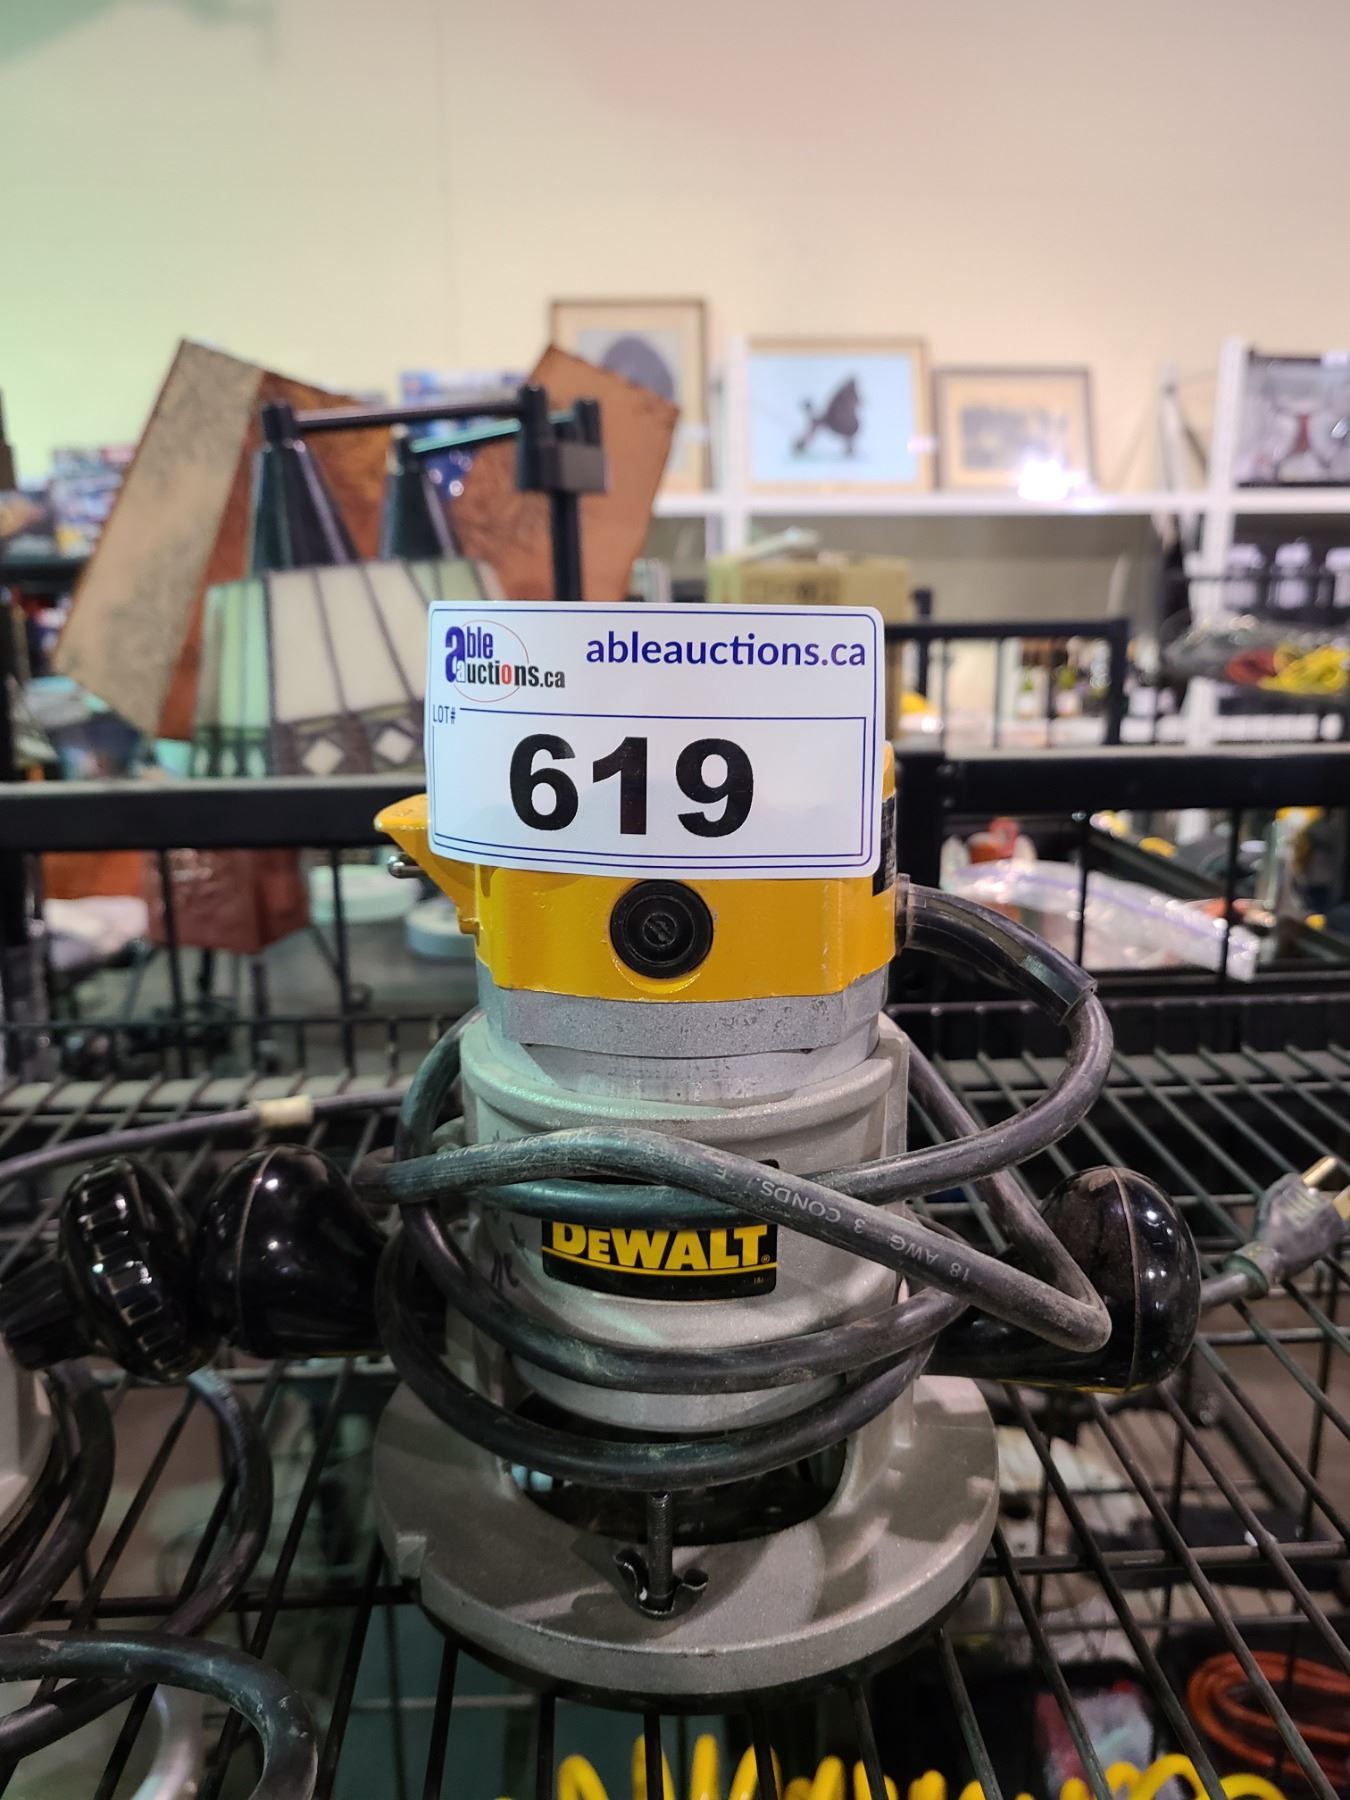 able
auctions.ca
ableauctions.ca
LOT#
619
DEWALT
3 CONDS.
18 AWG